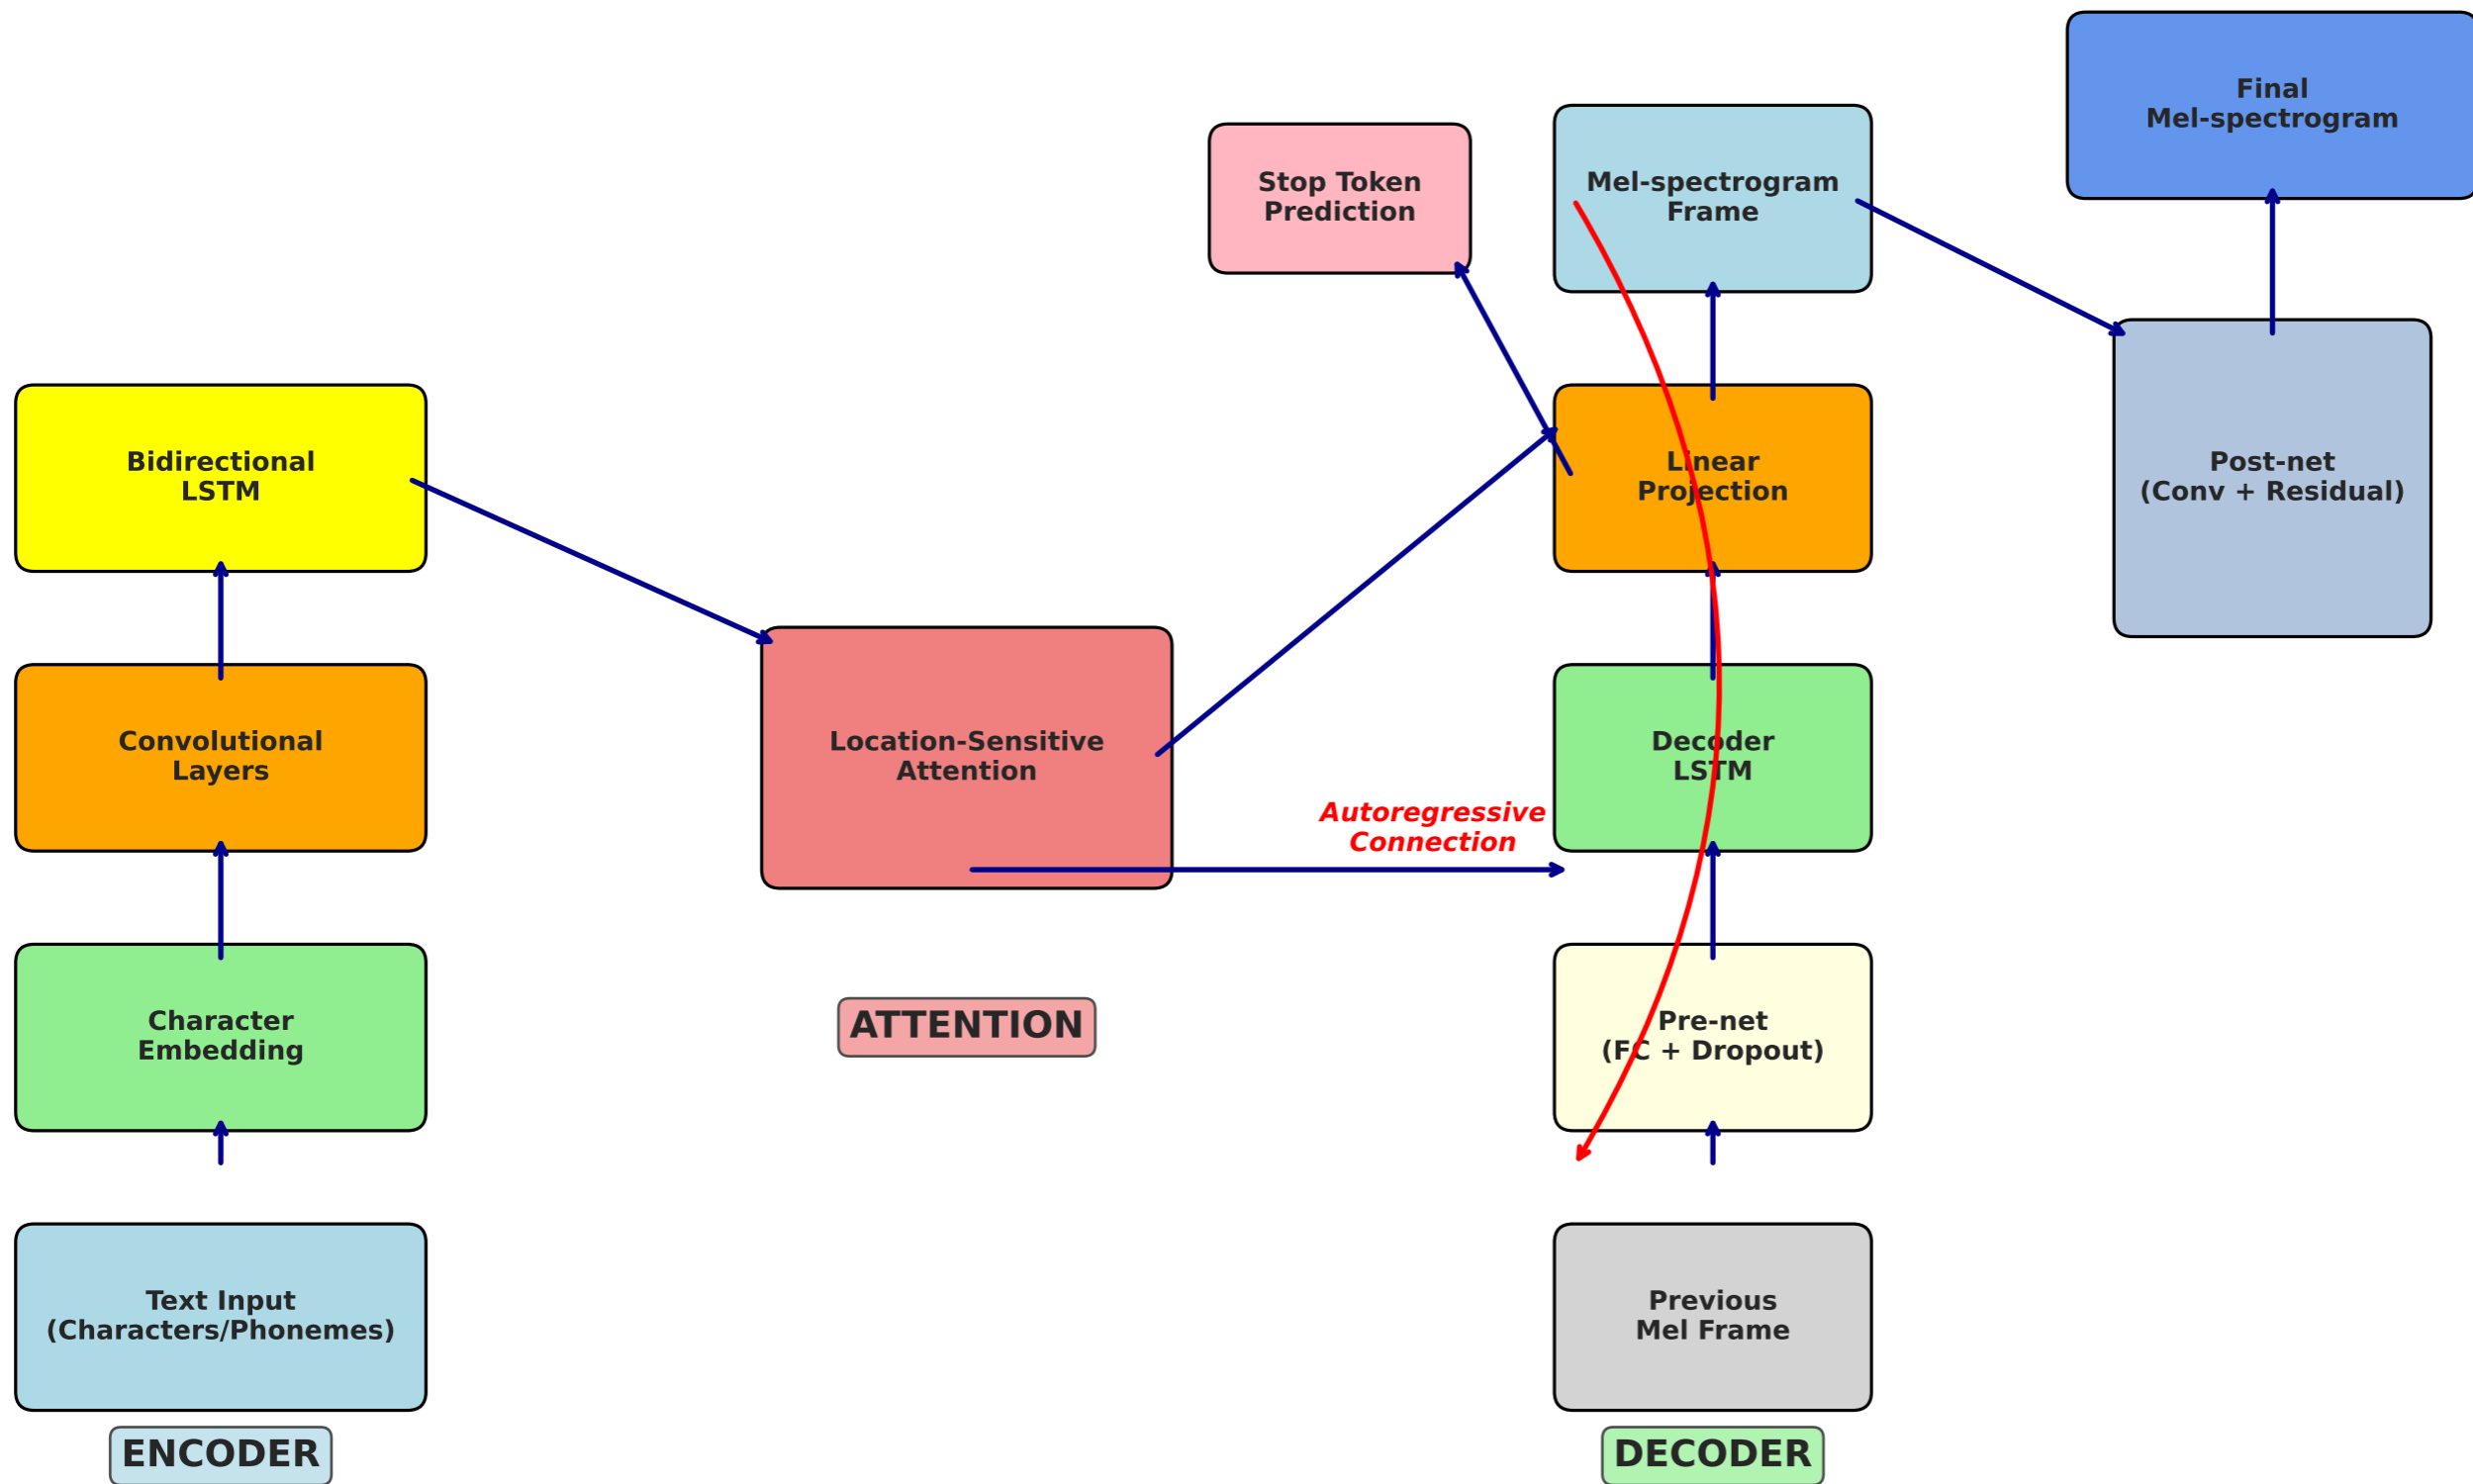 Final
Mel-spectrogram
Stop Token
Prediction
Mel-spectrogram
Frame
Bidirectional
LSTM
Linear
Projection
Post-net
(Conv + Residual)
Convolutional
Layers
Location-Sensitive
Attention
Decoder
LSTM
Autoregressive
Connection
Character
Embedding
ATTENTION
Pre-net
(FC + Dropout)
Text Input
(Characters/Phonemes)
Previous
Mel Frame
ENCODER
DECODER